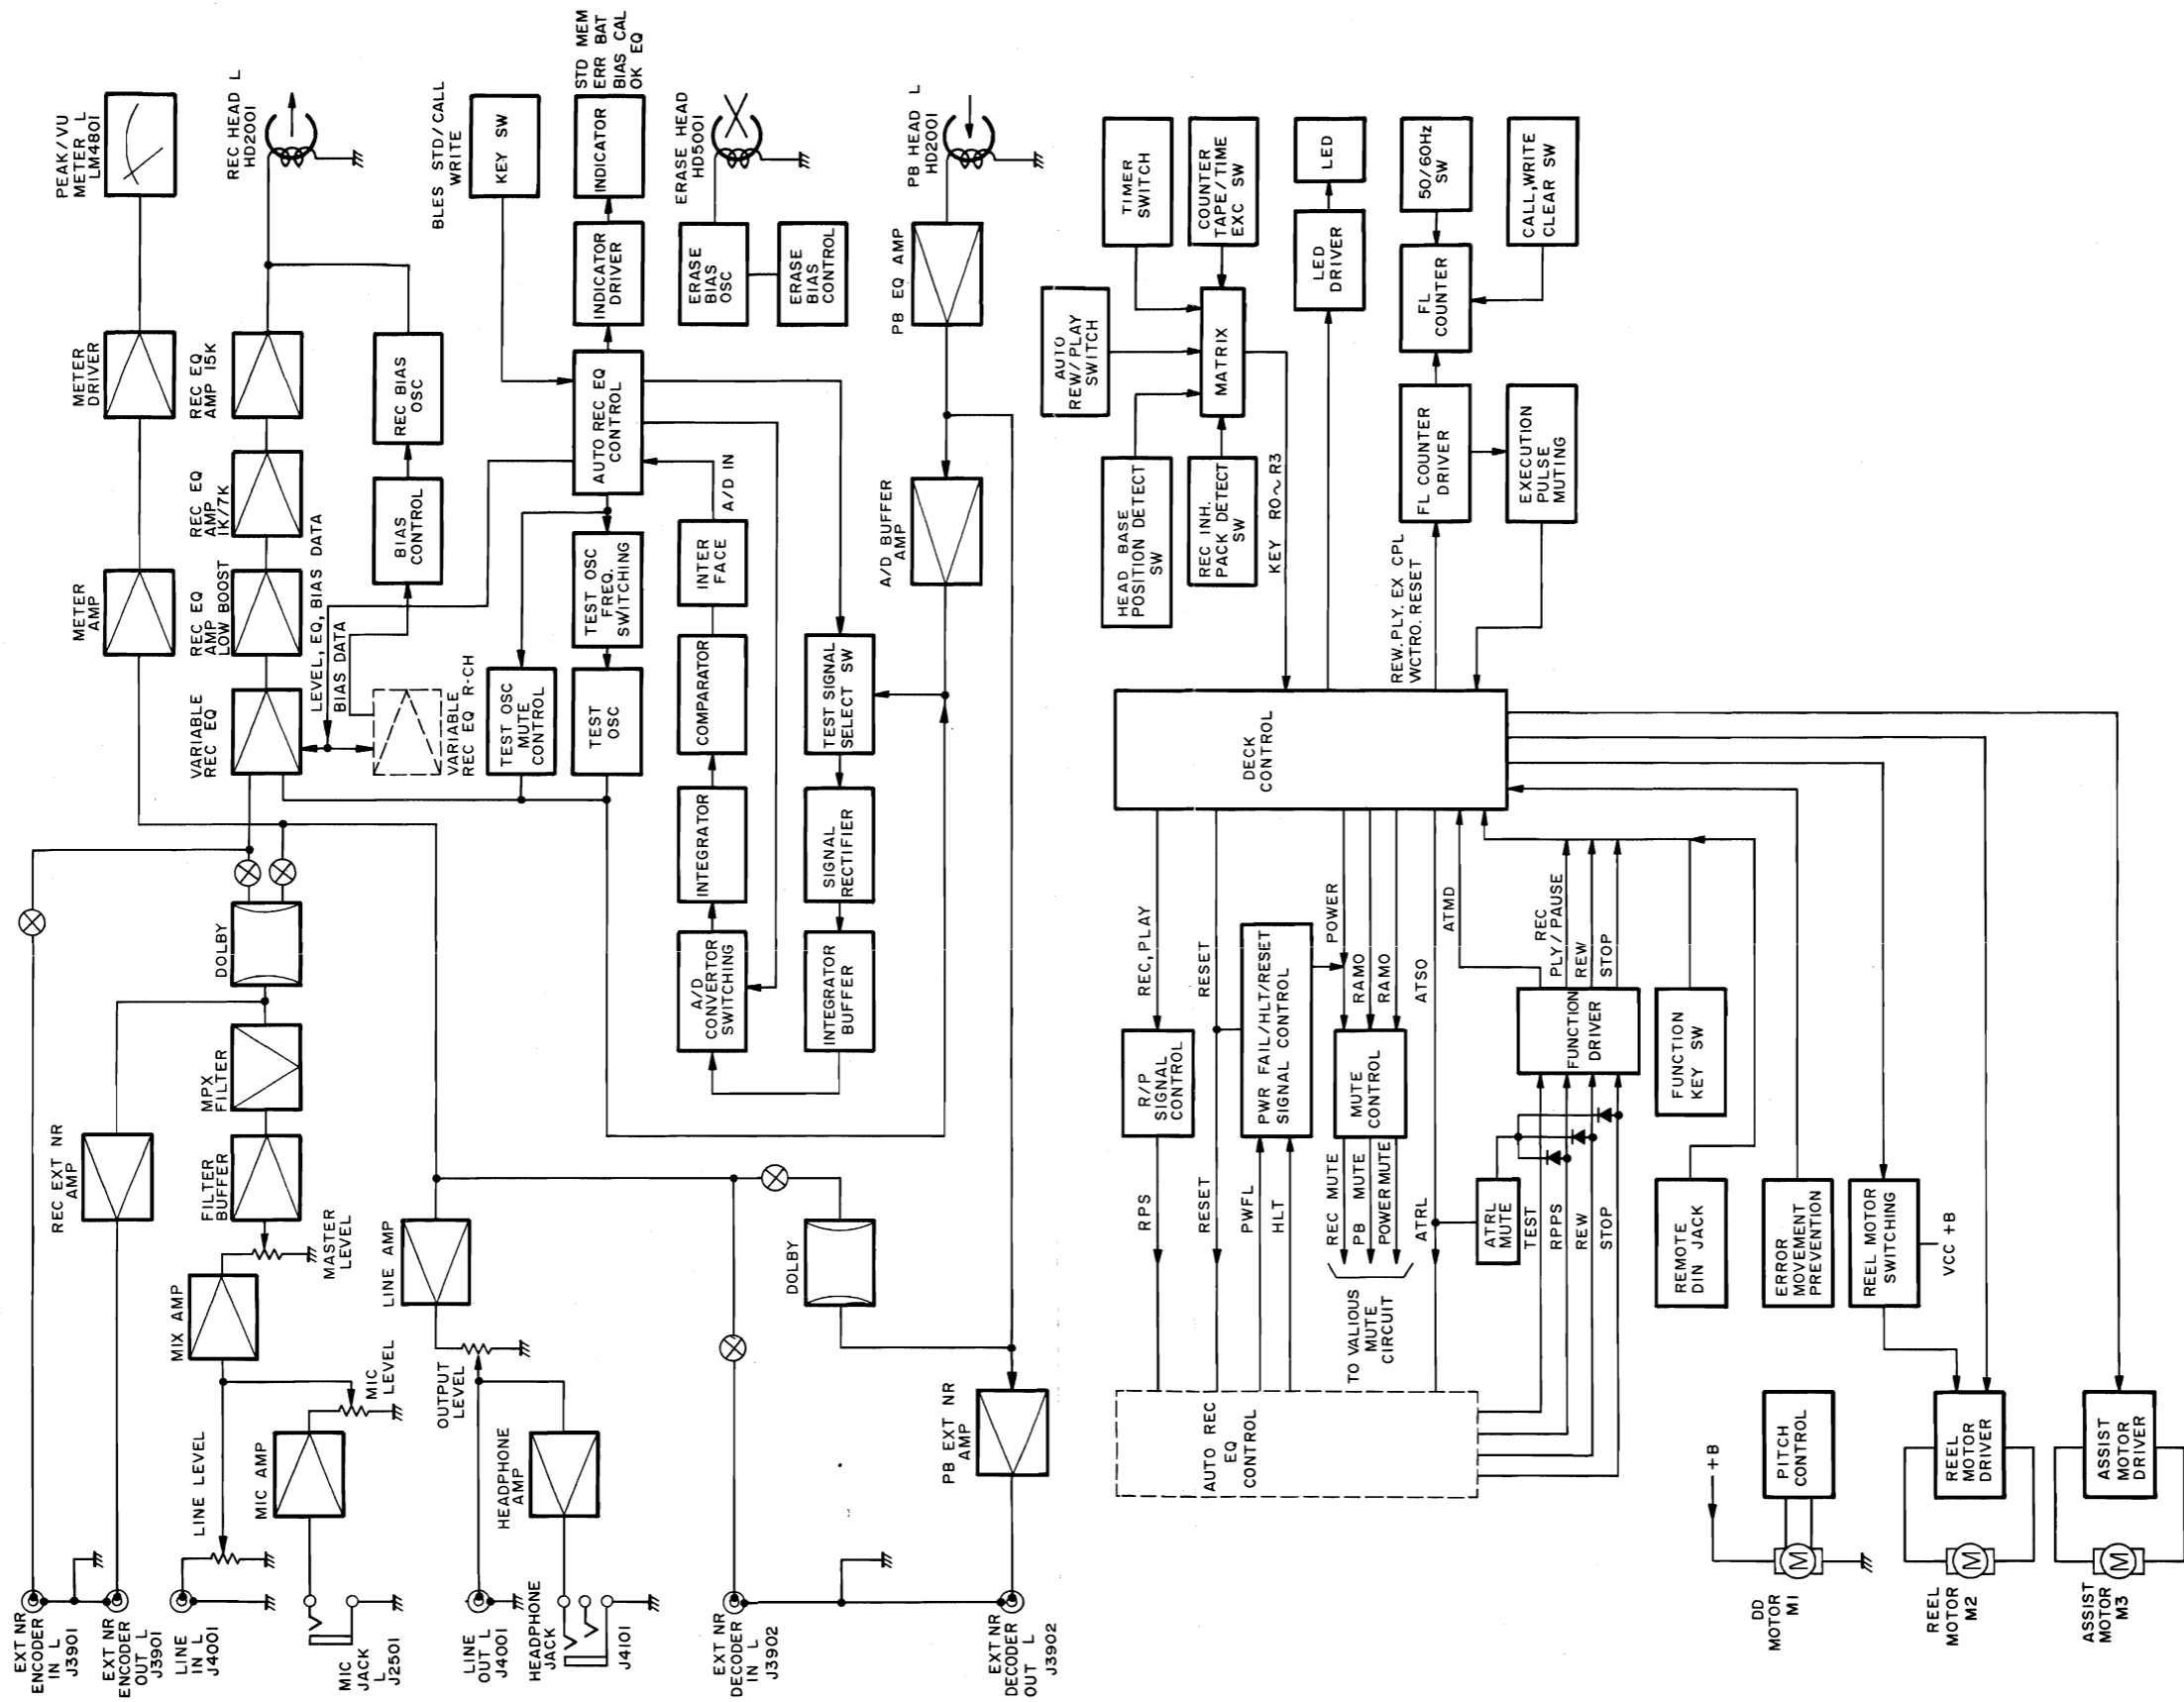 EXT NR
ENCODER
IN L
J3901
EXT NR
ENCODER
OUT L
J3901
LINE
IN L
J4001
MIC
JACK
L
J2501
LINE LEVEL
MIC AMP
MIC
LEVEL
MIX AMP
MASTER
LEVEL
REC EXT NR
AMP
FILTER
BUFFER
MPX
FILTER
DOLBY
VARIABLE
REC EQ
REC EQ
AMP
LOW BOOST
REC EQ
AMP
1K/7K
REC EQ
AMP 15K
METER
AMP
METER
DRIVER
PEAK/VU
METER L
LM4801
REC HEAD L
HD2001
LEVEL, EQ, BIAS DATA
BIAS DATA
VARIABLE
REC EQ R-CH
BIAS
CONTROL
REC BIAS
OSC
BLES STD/CALL
WRITE
KEY SW
TEST OSC
MUTE
CONTROL
TEST OSC
FREQ.
SWITCHING
TEST
OSC
AUTO REC EQ
CONTROL
INDICATOR
DRIVER
INDICATOR
STD MEM
ERR BAT
BIAS CAL
OK EQ
A/D
CONVERTOR
SWITCHING
INTEGRATOR
COMPARATOR
INTER
FACE
A/D IN
ERASE
BIAS
OSC
ERASE
BIAS
CONTROL
ERASE HEAD
HD5001
INTEGRATOR
BUFFER
SIGNAL
RECTIFIER
TEST SIGNAL
SELECT SW
LINE
OUT L
J4001
HEADPHONE
JACK
J4101
OUTPUT
LEVEL
HEADPHONE
AMP
LINE AMP
DOLBY
EXT NR
DECODER
IN L
J3902
EXT NR
DECODER
OUT L
J3902
PB EXT NR
AMP
A/D BUFFER
AMP
PB EQ AMP
PB HEAD L
HD2001
AUTO REC
EQ
CONTROL
RPS
R/P
SIGNAL
CONTROL
REC, PLAY
RESET
RESET
PWFL
HLT
PWR FAIL/HLT/RESET
SIGNAL CONTROL
POWER
REC MUTE
PB MUTE
POWERMUTE
TO VALIOUS
MUTE
CIRCUIT
MUTE
CONTROL
RAMO
RAMO
ATRL
ATSO
ATRL
MUTE
TEST
RPPS
REW
STOP
ATMD
FUNCTION
DRIVER
REC
PLY/PAUSE
REW
STOP
FUNCTION
KEY SW
REMOTE
DIN JACK
ERROR
MOVEMENT
PREVENTION
REEL MOTOR
SWITCHING
VCC +B
DECK
CONTROL
HEAD BASE
POSITION DETECT
SW
AUTO
REW/PLAY
SWITCH
TIMER
SWITCH
REC INH.
PACK DETECT
SW
MATRIX
COUNTER
TAPE/TIME
EXC SW
KEY R0~R3
LED
DRIVER
LED
REW. PLY. EX CPL
WCTRO. RESET
FL COUNTER
DRIVER
FL
COUNTER
50/60Hz
SW
EXECUTION
PULSE
MUTING
CALL,WRITE
CLEAR SW
+B
DD
MOTOR
M1
PITCH
CONTROL
REEL
MOTOR
M2
REEL
MOTOR
DRIVER
ASSIST
MOTOR
M3
ASSIST
MOTOR
DRIVER
M
M
M